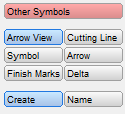 Other Symbols
Arrow View Cutting Line
Symbol Arrow
Finish Marks Delta
Create Name